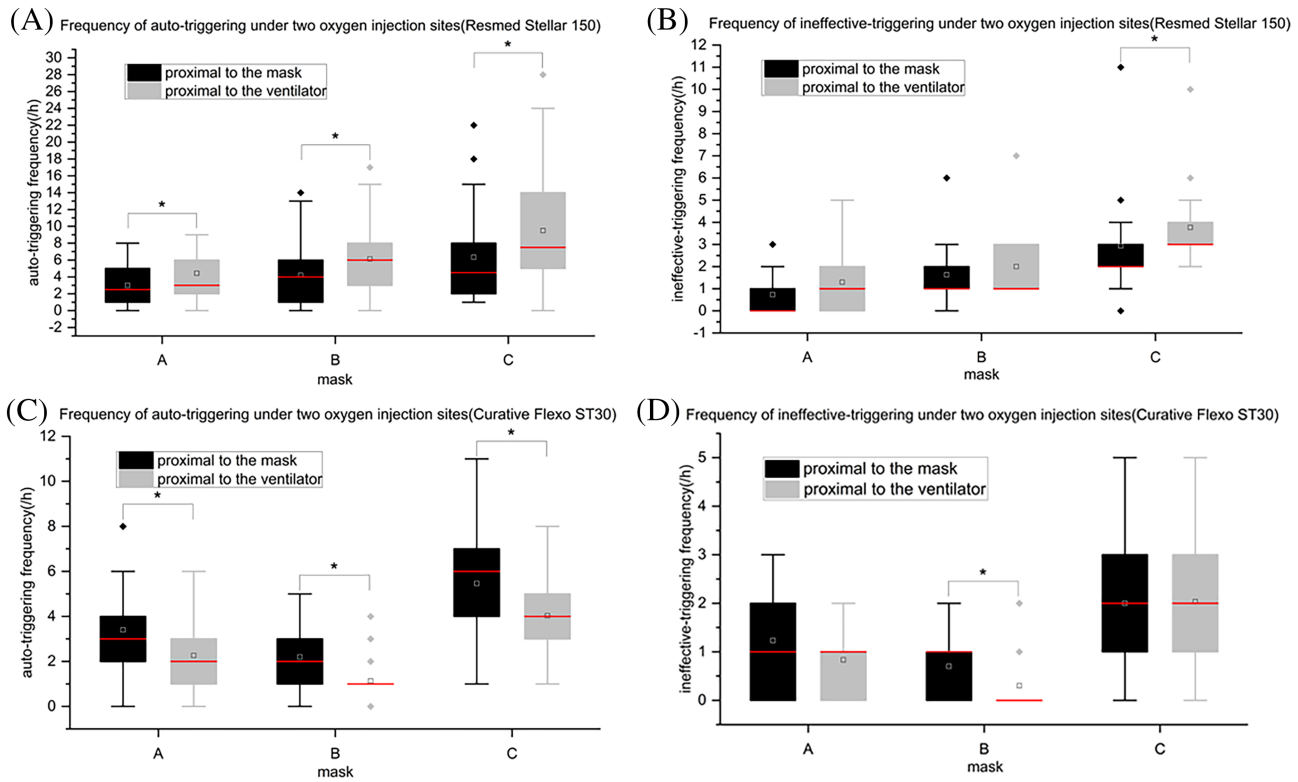 (A) Frequency of auto-triggering under two oxygen injection sites(Resmed Stellar 150)
auto-triggering frequency(/h)
30
28
26
24
22
20
18
16
14
12
10
8
6
4
2
0
-2
proximal to the mask
proximal to the ventilator
*
*
*
A B C
mask
(B) Frequency of ineffective-triggering under two oxygen injection sites(Resmed Stellar 150)
ineffective-triggering frequency(/h)
12
11
10
9
8
7
6
5
4
3
2
1
0
-1
proximal to the mask
proximal to the ventilator
*
A B C
mask
(C) Frequency of auto-triggering under two oxygen injection sites(Curative Flexo ST30)
auto-triggering frequency(/h)
12
10
8
6
4
2
0
proximal to the mask
proximal to the ventilator
*
*
*
A B C
mask
(D) Frequency of ineffective-triggering under two oxygen injection sites(Curative Flexo ST30)
ineffective-triggering frequency(/h)
5
4
3
2
1
0
proximal to the mask
proximal to the ventilator
*
A B C
mask